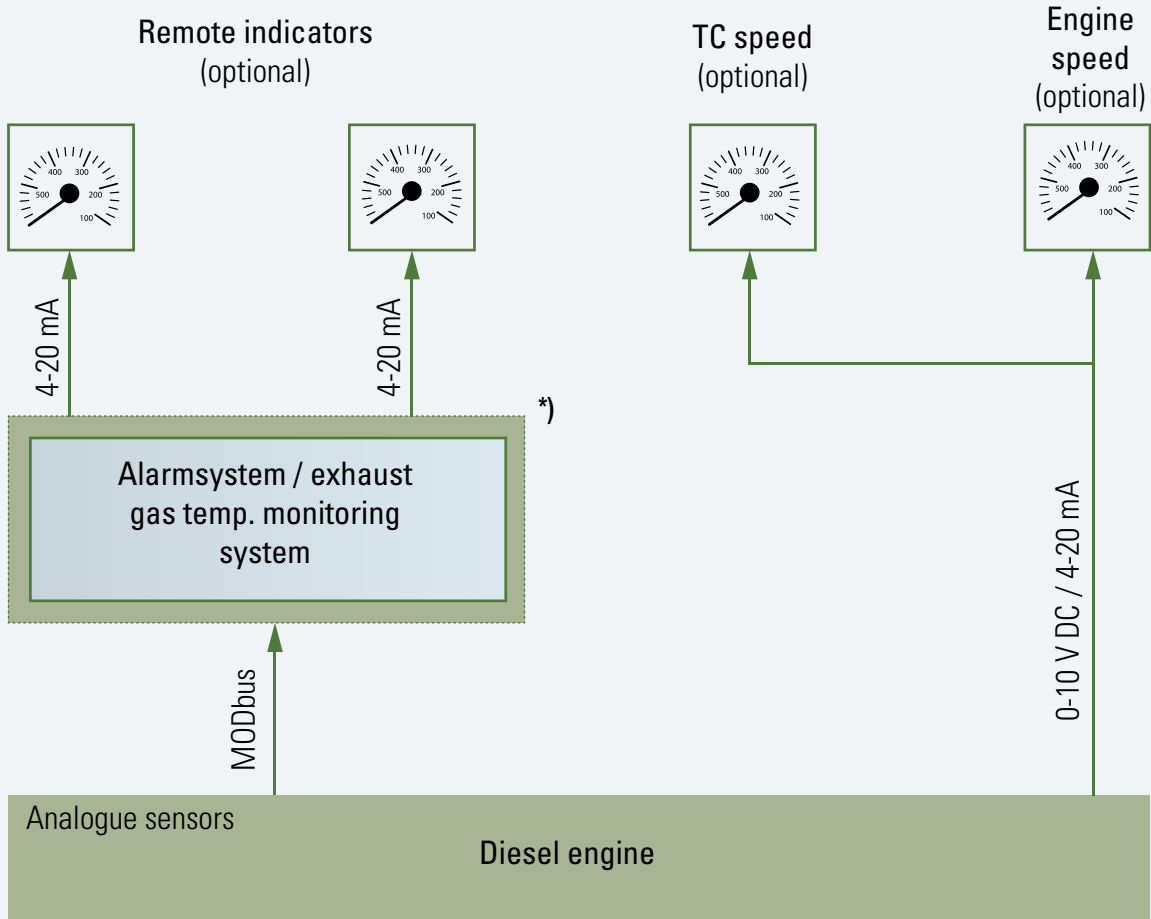 Remote indicators
(optional)
TC speed
(optional)
Engine
speed
(optional)
500
400
300
200
100
500
400
300
200
100
500
400
300
200
100
500
400
300
200
100
4-20 mA
4-20 mA
*)
Alarmsystem / exhaust
gas temp. monitoring
system
0-10 V DC / 4-20 mA
MODbus
Analogue sensors
Diesel engine